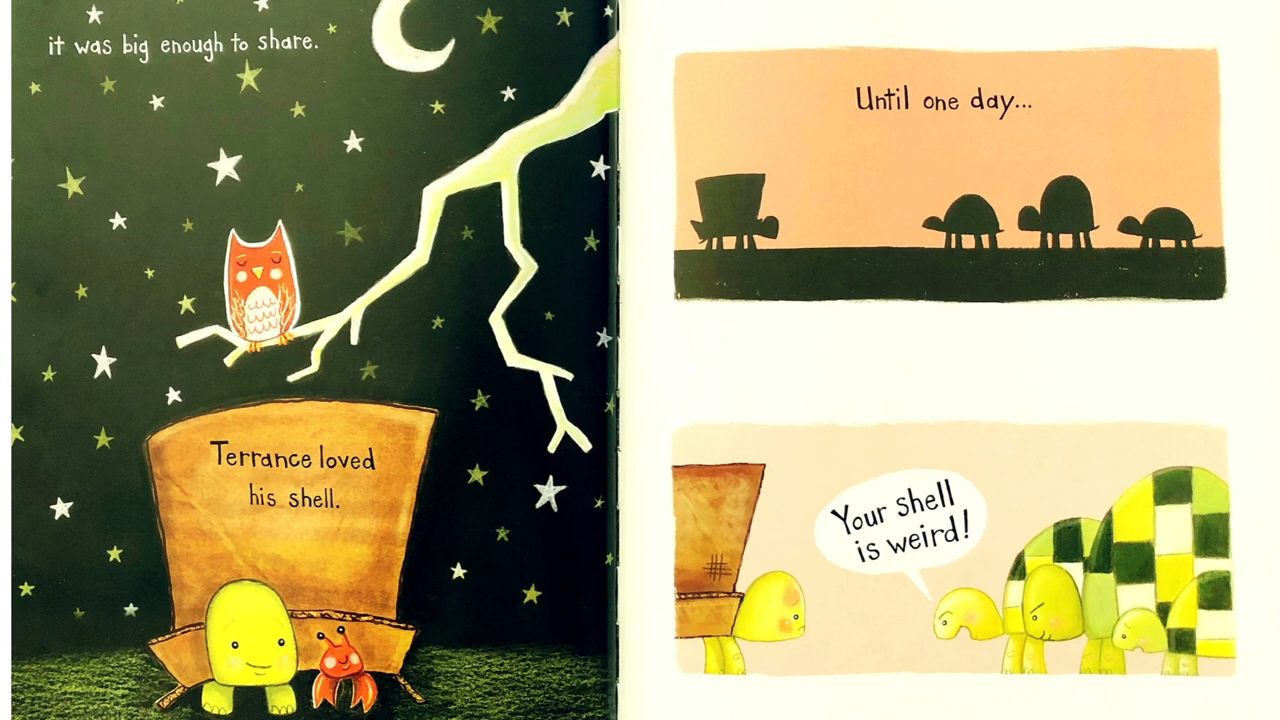 it was big enough to share.
Terrance loved
his shell.
Until one day...
Your shell
is weird!